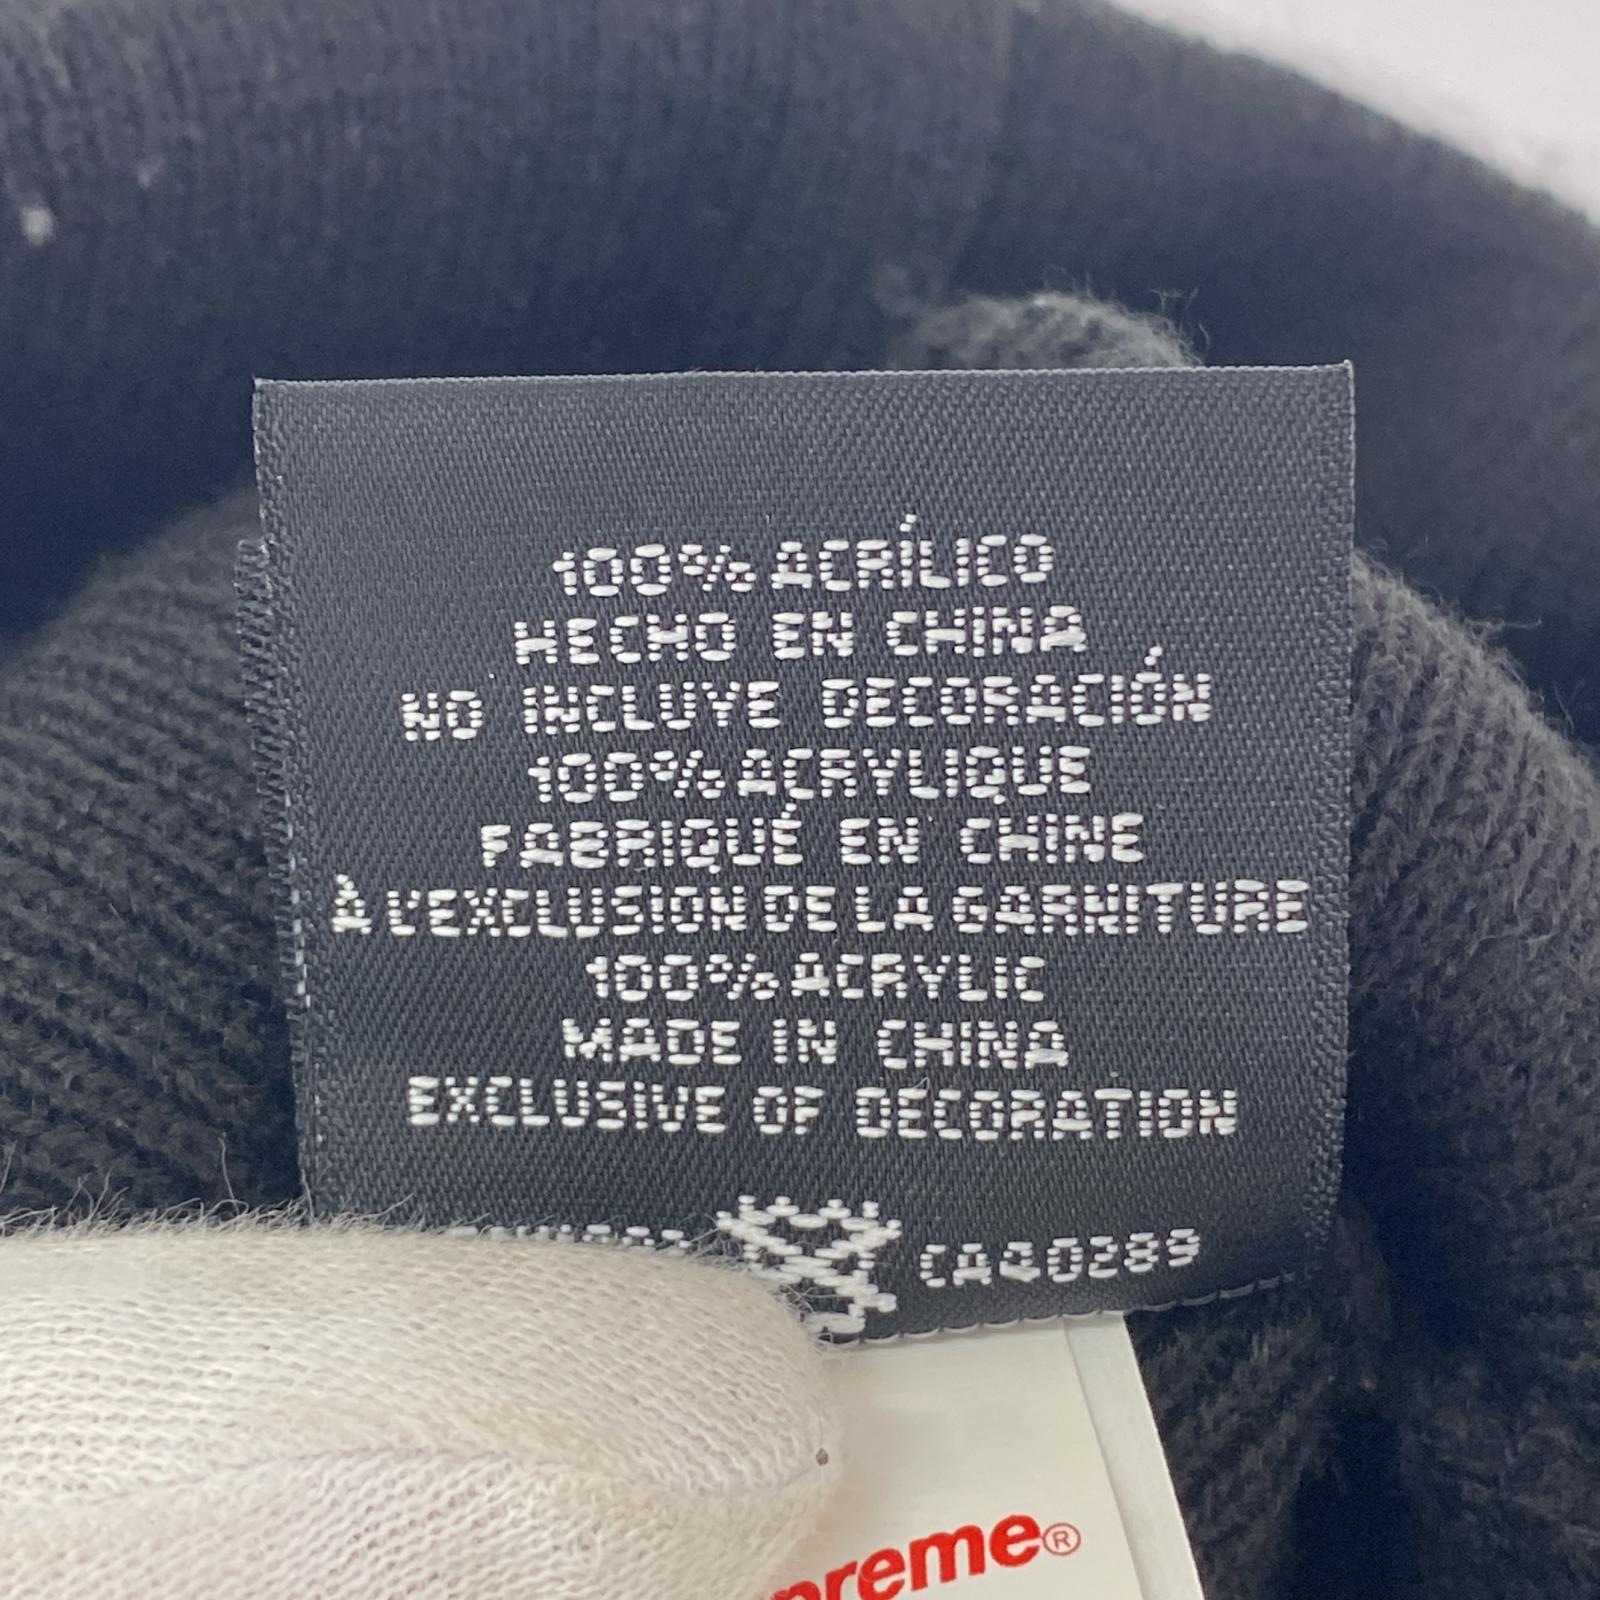 100% ACRÍLICO
HECHO EN CHINA
NO INCLUYE DECORACIÓN
100% ACRYLIQUE
FABRIQUÉ EN CHINE
À L'EXCLUSION DE LA GARNITURE
100% ACRYLIC
MADE IN CHINA
EXCLUSIVE OF DECORATION
CA40289
preme®